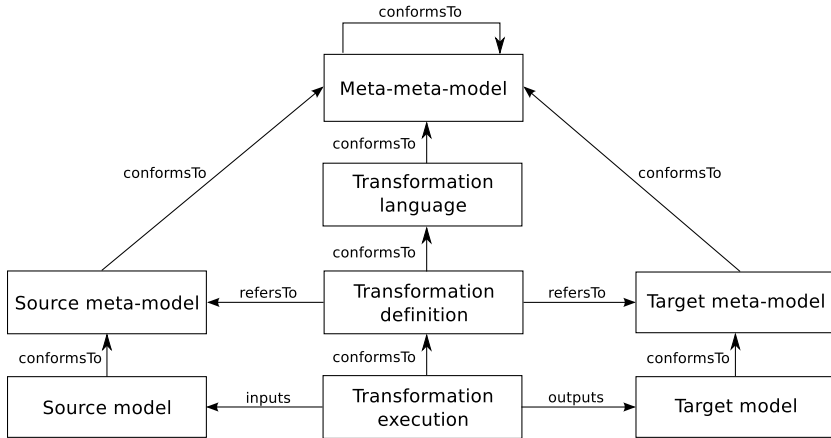 conformsTo
Meta-meta-model
conformsTo
conformsTo
conformsTo
Transformation
language
conformsTo
Source meta-model
refersTo
Transformation
definition
refersTo
Target meta-model
conformsTo
conformsTo
conformsTo
Source model
inputs
Transformation
execution
outputs
Target model